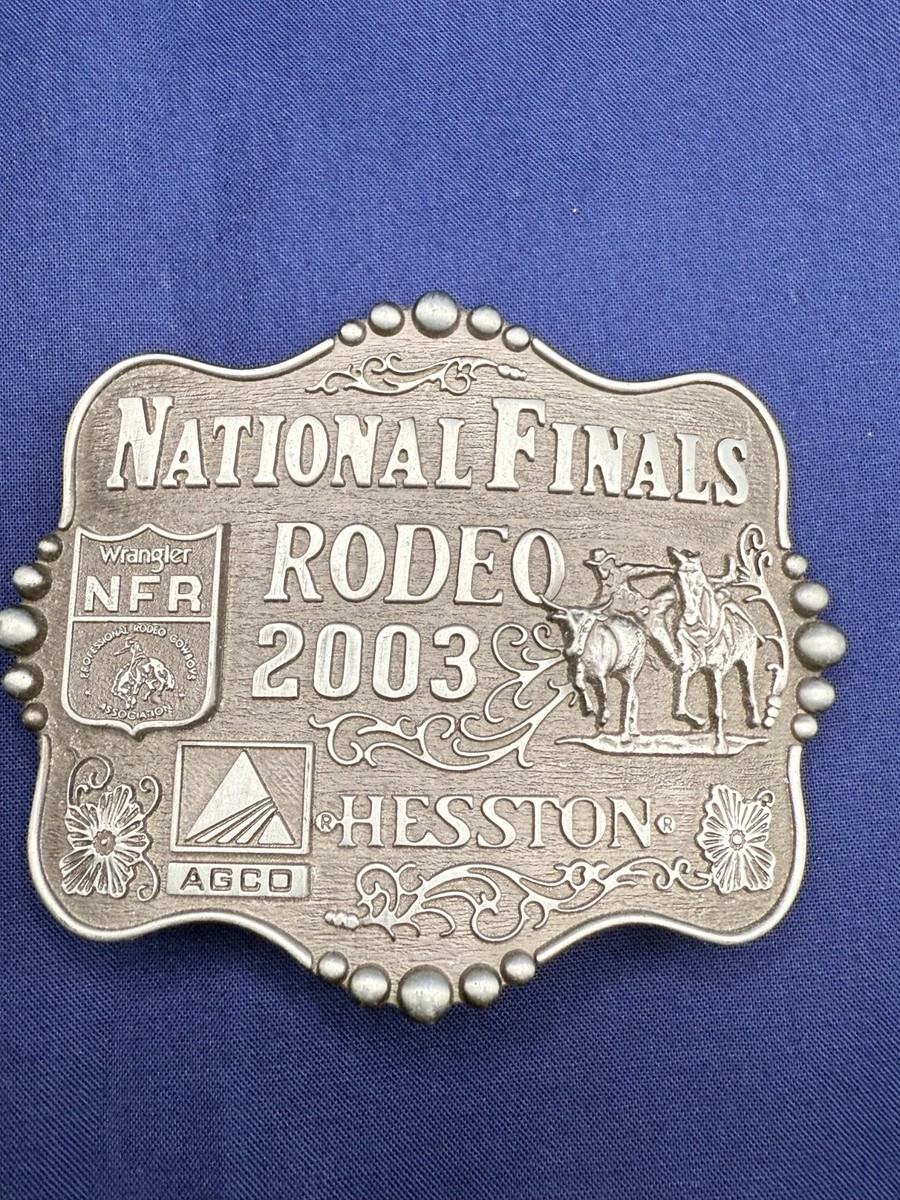 NATIONAL FINALS
RODEO
2003
Wrangler
NFR
PROFESSIONAL RODEO COWBOYS
ASSOCIATION
® HESSTON ®
AGCO